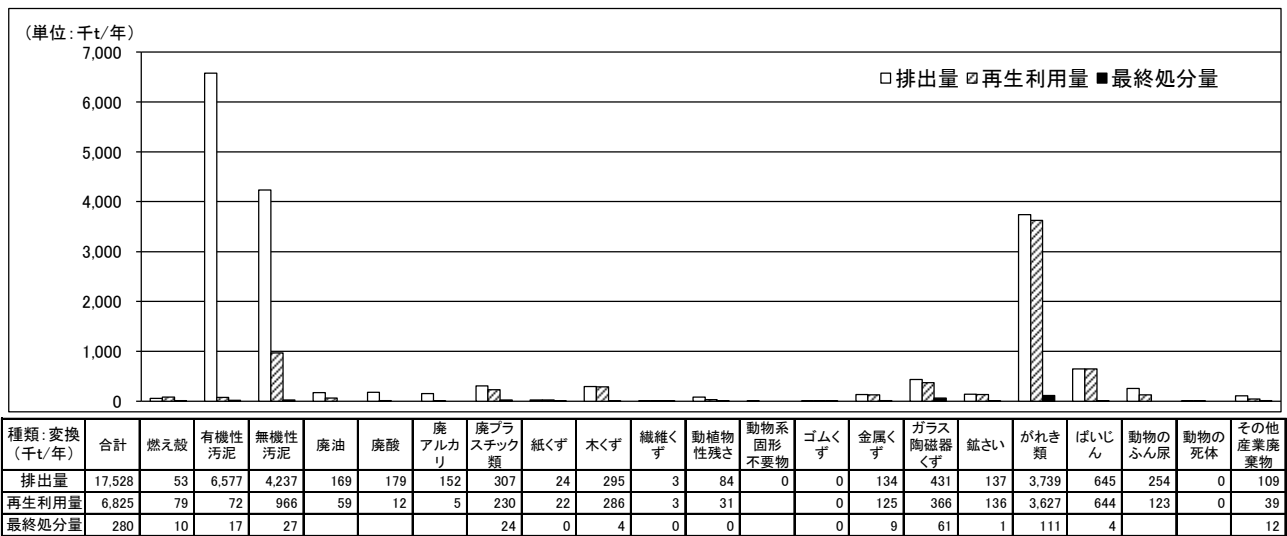 (単位:千t/年)
7,000
6,000
5,000
4,000
3,000
2,000
1,000
0
□排出量 再生利用量 ■最終処分量
種類:変換(千t/年) 合計 燃え殻 有機性汚泥 無機性汚泥 廃油 廃酸 廃アルカリ 廃プラスチック類 紙くず 木くず 繊維くず 動植物性残さ 動物系固形不要物 ゴムくず 金属くず ガラス陶磁器くず 鉱さい がれき類 ばいじん 動物のふん尿 動物の死体 その他産業廃棄物
排出量 17,528 53 6,577 4,237 169 179 152 307 24 295 3 84 0 0 134 431 137 3,739 645 254 0 109
再生利用量 6,825 79 72 966 59 12 5 230 22 286 3 31 0 125 366 136 3,627 644 123 0 39
最終処分量 280 10 17 27 24 0 4 0 0 0 9 61 1 111 4 12